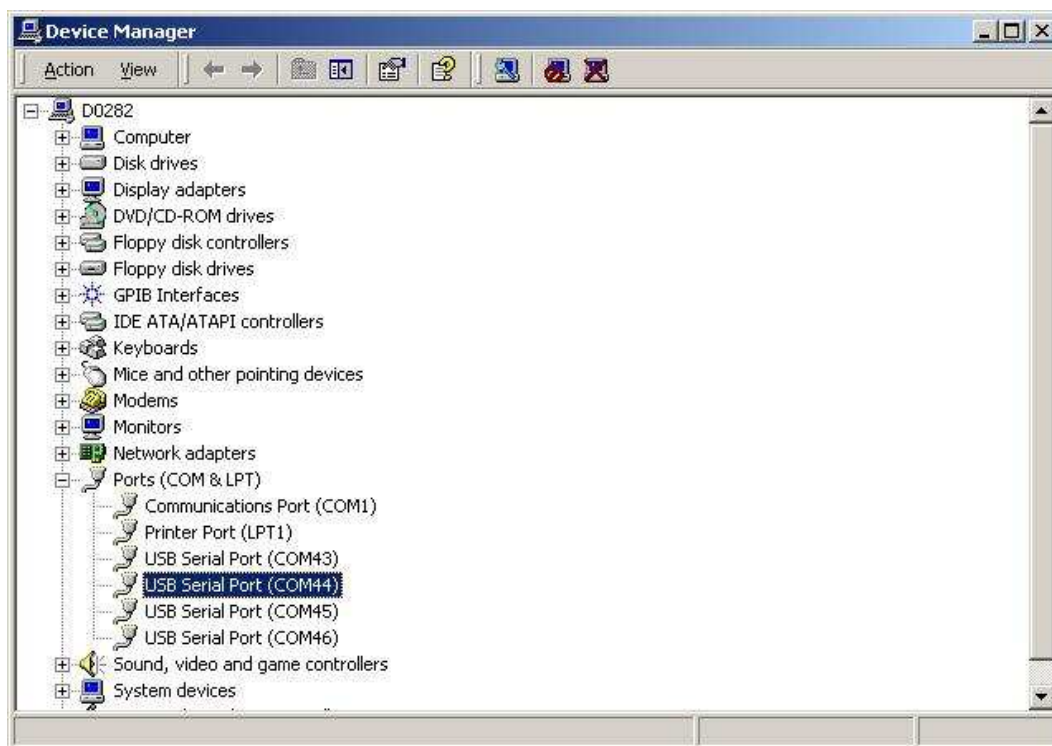 Device Manager
Action View
D0282
Computer
Disk drives
Display adapters
DVD/CD-ROM drives
Floppy disk controllers
Floppy disk drives
GPIB Interfaces
IDE ATA/ATAPI controllers
Keyboards
Mice and other pointing devices
Modems
Monitors
Network adapters
Ports (COM & LPT)
Communications Port (COM1)
Printer Port (LPT1)
USB Serial Port (COM43)
USB Serial Port (COM44)
USB Serial Port (COM45)
USB Serial Port (COM46)
Sound, video and game controllers
System devices